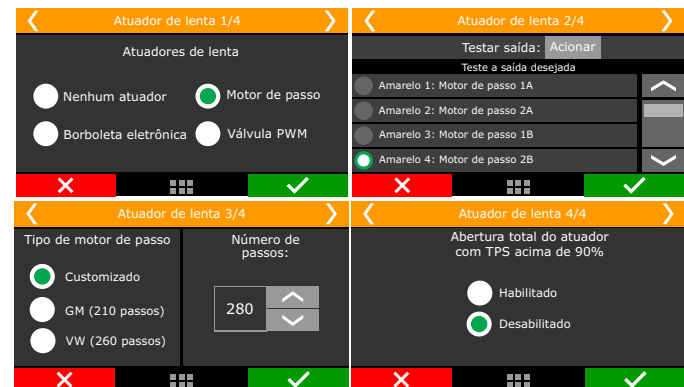 Atuador de lenta 1/4
Atuadores de lenta
Nenhum atuador
Motor de passo
Borboleta eletrônica
Válvula PWM
Atuador de lenta 2/4
Testar saída: Acionar
Teste a saída desejada
Amarelo 1: Motor de passo 1A
Amarelo 2: Motor de passo 2A
Amarelo 3: Motor de passo 1B
Amarelo 4: Motor de passo 2B
Atuador de lenta 3/4
Tipo de motor de passo
Customizado
GM (210 passos)
VW (260 passos)
Número de
passos:
280
Atuador de lenta 4/4
Abertura total do atuador
com TPS acima de 90%
Habilitado
Desabilitado